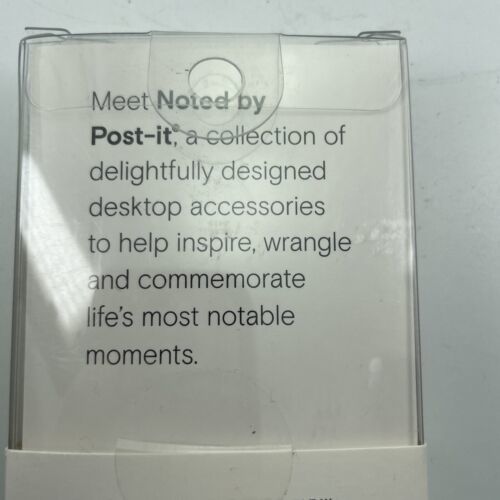 Meet Noted by
Post-it®, a collection of
delightfully designed
desktop accessories
to help inspire, wrangle
and commemorate
life's most notable
moments.